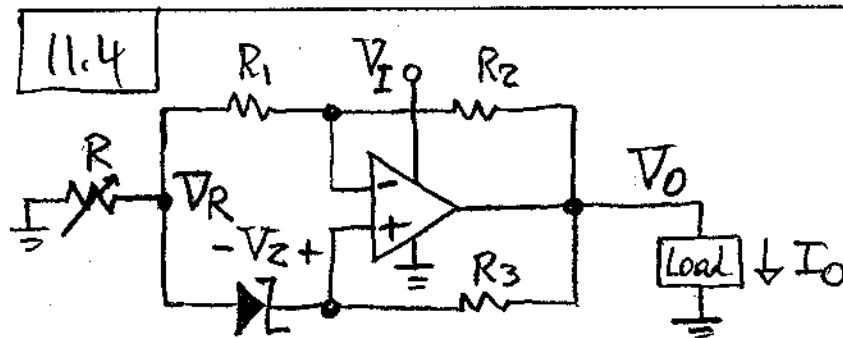 11.4
R1 VI R2
R VR VO
- VZ +
-
+
R3 Load IO